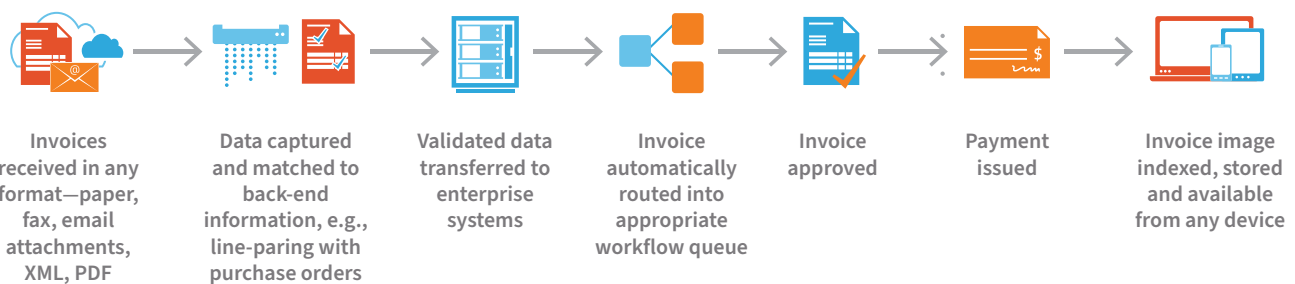 Invoices
received in any
format—paper,
fax, email
attachments,
XML, PDF
Data captured
and matched to
back-end
information, e.g.,
line-paring with
purchase orders
Validated data
transferred to
enterprise
systems
Invoice
automatically
routed into
appropriate
workflow queue
Invoice
approved
Payment
issued
Invoice image
indexed, stored
and available
from any device
@
$